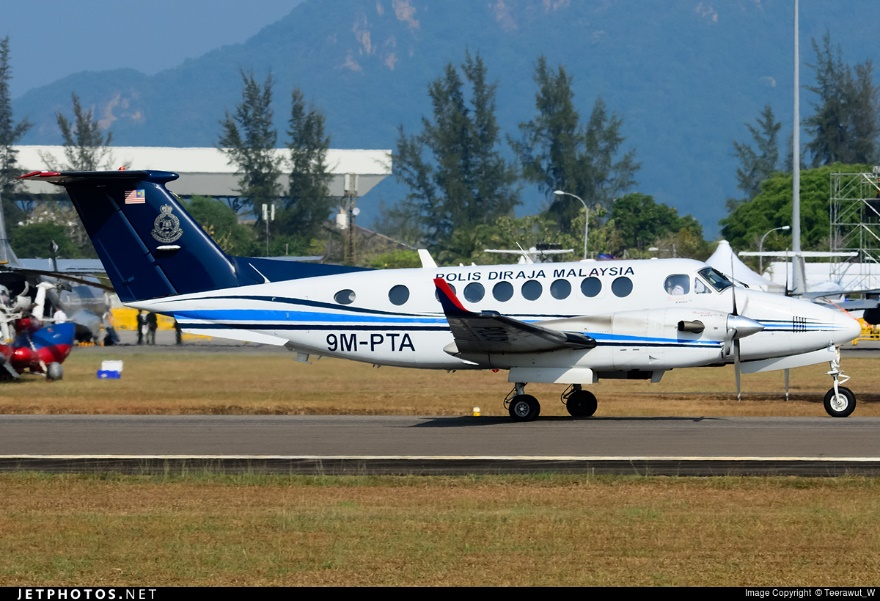 POLIS DIRAJA MALAYSIA
9M-PTA
JETPHOTOS.NET
Image Copyright © Teerawut_W